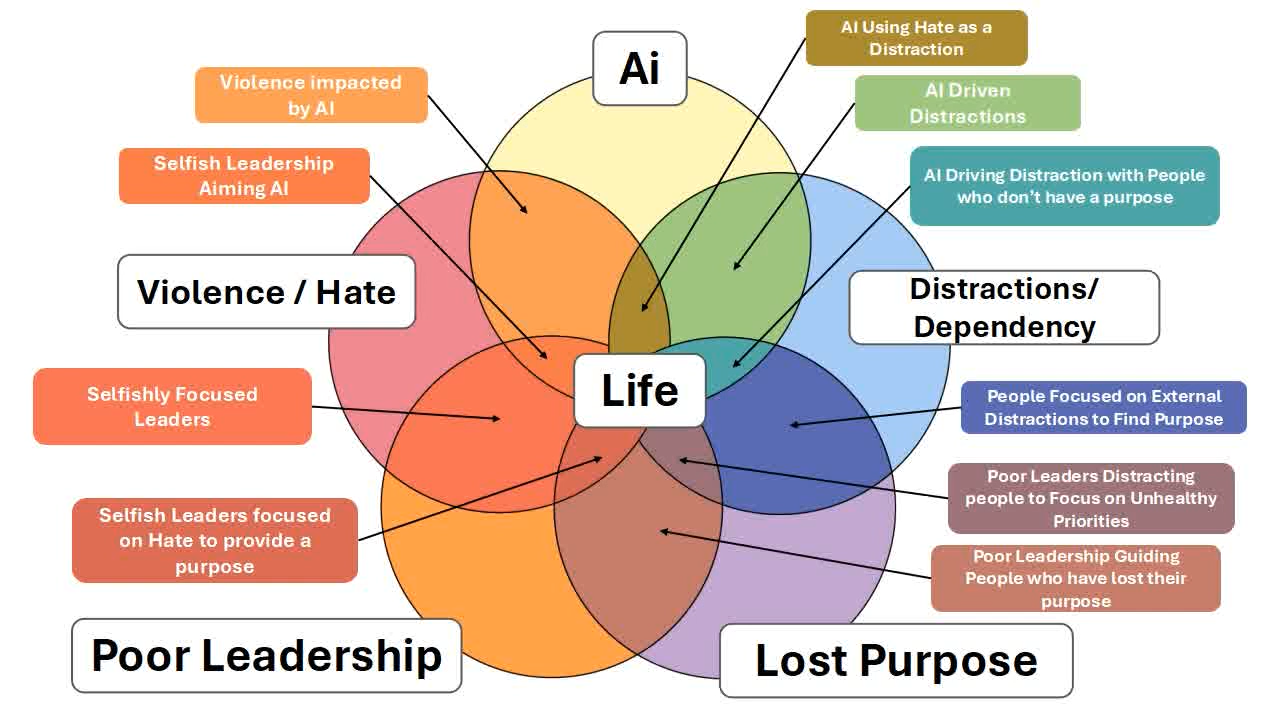 AI Using Hate as a
Distraction
Ai
Violence impacted
by AI
AI Driven
Distractions
Selfish Leadership
Aiming AI
AI Driving Distraction with People
who don't have a purpose
Violence / Hate
Distractions/
Dependency
Life
Selfishly Focused
Leaders
People Focused on External
Distractions to Find Purpose
Poor Leaders Distracting
people to Focus on Unhealthy
Priorities
Selfish Leaders focused
on Hate to provide a
purpose
Poor Leadership Guiding
People who have lost their
purpose
Poor Leadership
Lost Purpose